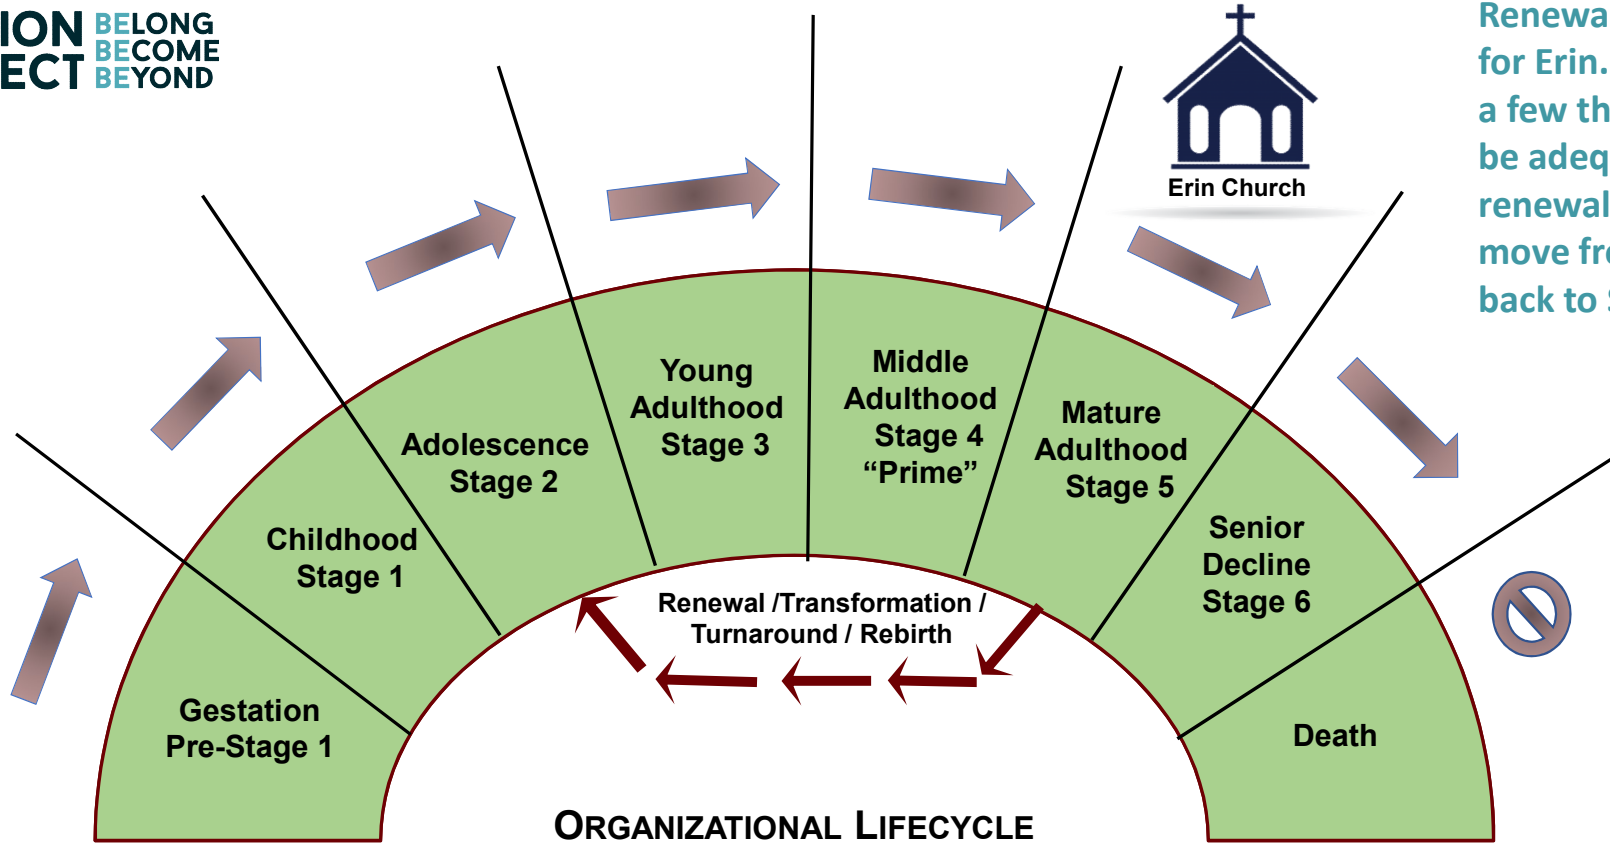 ION BELONG
ECT BECOME
BEYOND
Erin Church
Renewa
for Erin.
a few th
be adeq
renewal
move fr
back to
Young
Adulthood
Stage 3
Middle
Adulthood
Stage 4
“Prime”
Mature
Adulthood
Stage 5
Adolescence
Stage 2
Senior
Decline
Stage 6
Childhood
Stage 1
Renewal /Transformation /
Turnaround / Rebirth
Gestation
Pre-Stage 1
Death
ORGANIZATIONAL LIFECYCLE